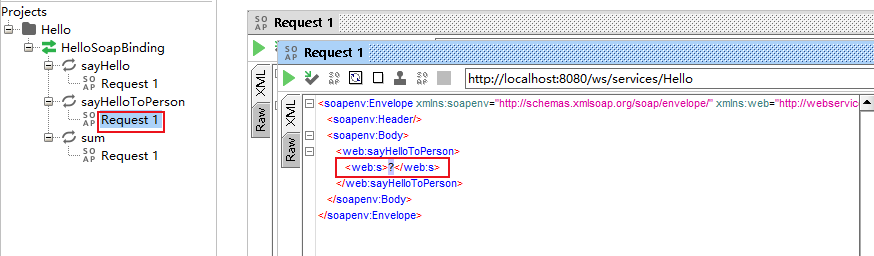 Projects
Hello
HelloSoapBinding
sayHello
SO AP Request 1
sayHelloToPerson
SO AP Request 1
sum
SO AP Request 1
SO AP Request 1
SO AP Request 1
http://localhost:8080/ws/services/Hello
XML
Raw
XML
Raw
<soapenv:Envelope xmlns:soapenv="http://schemas.xmlsoap.org/soap/envelope/" xmlns:web="http://webservic
<soapenv:Header/>
<soapenv:Body>
<web:sayHelloToPerson>
<web:s>?</web:s>
</web:sayHelloToPerson>
</soapenv:Body>
</soapenv:Envelope>